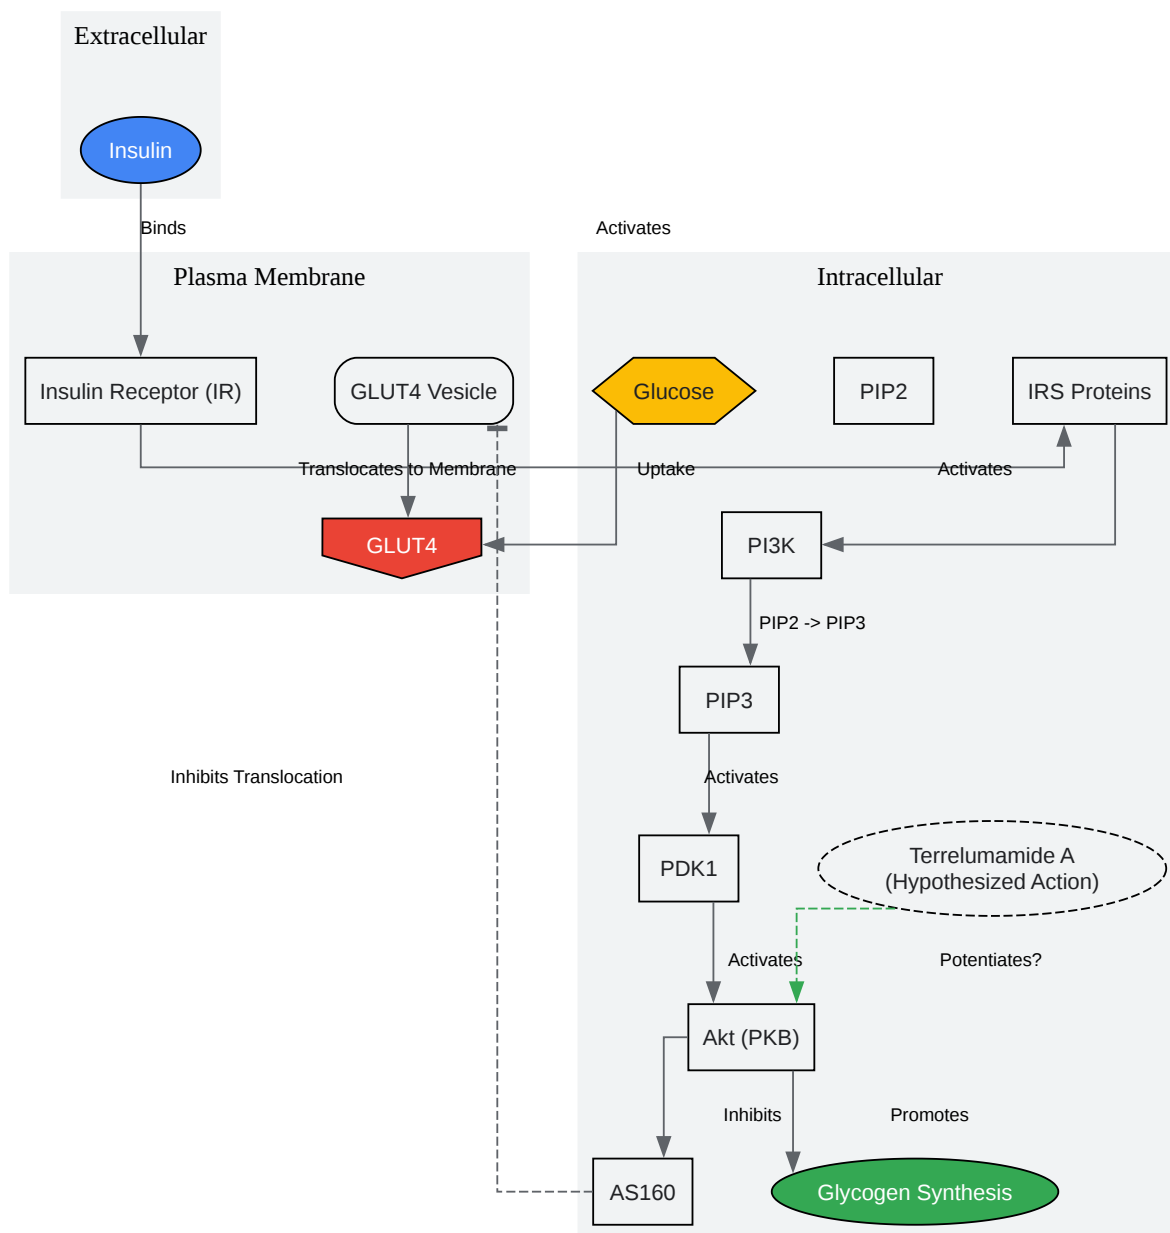 Extracellular
Insulin
Binds
Activates
Plasma Membrane
Intracellular
Insulin Receptor (IR)
GLUT4 Vesicle
Glucose
PIP2
IRS Proteins
Translocates to Membrane
Uptake
Activates
GLUT4
PI3K
PIP2 -> PIP3
PIP3
Inhibits Translocation
Activates
PDK1
Terrelumamide A
(Hypothesized Action)
Activates
Potentiates?
Akt (PKB)
Inhibits
Promotes
AS160
Glycogen Synthesis